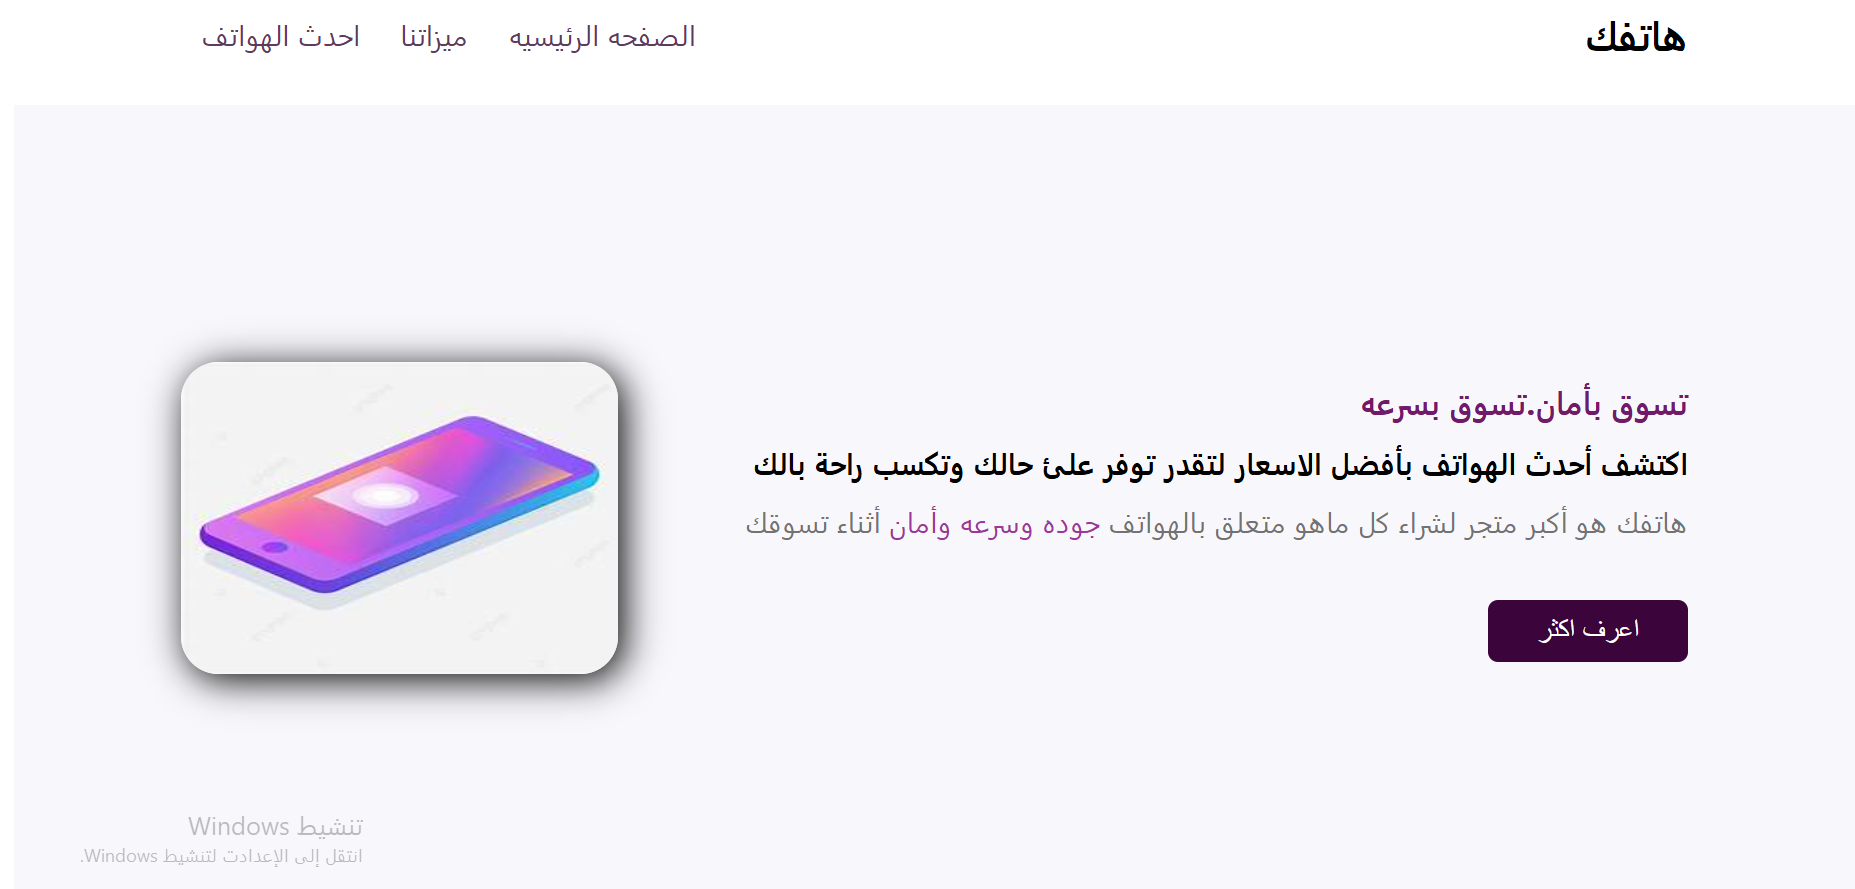 هاتفك
الصفحه الرئيسيه
ميزاتنا
احدث الهواتف
تسوق بأمان.تسوق بسرعه
اكتشف أحدث الهواتف بأفضل الاسعار لتقدر توفر علئ حالك وتكسب راحة بالك
هاتفك هو أكبر متجر لشراء كل ماهو متعلق بالهواتف جوده وسرعه وأمان أثناء تسوقك
اعرف اكثر
تنشيط Windows
انتقل إلى الإعدادت لتنشيط Windows.